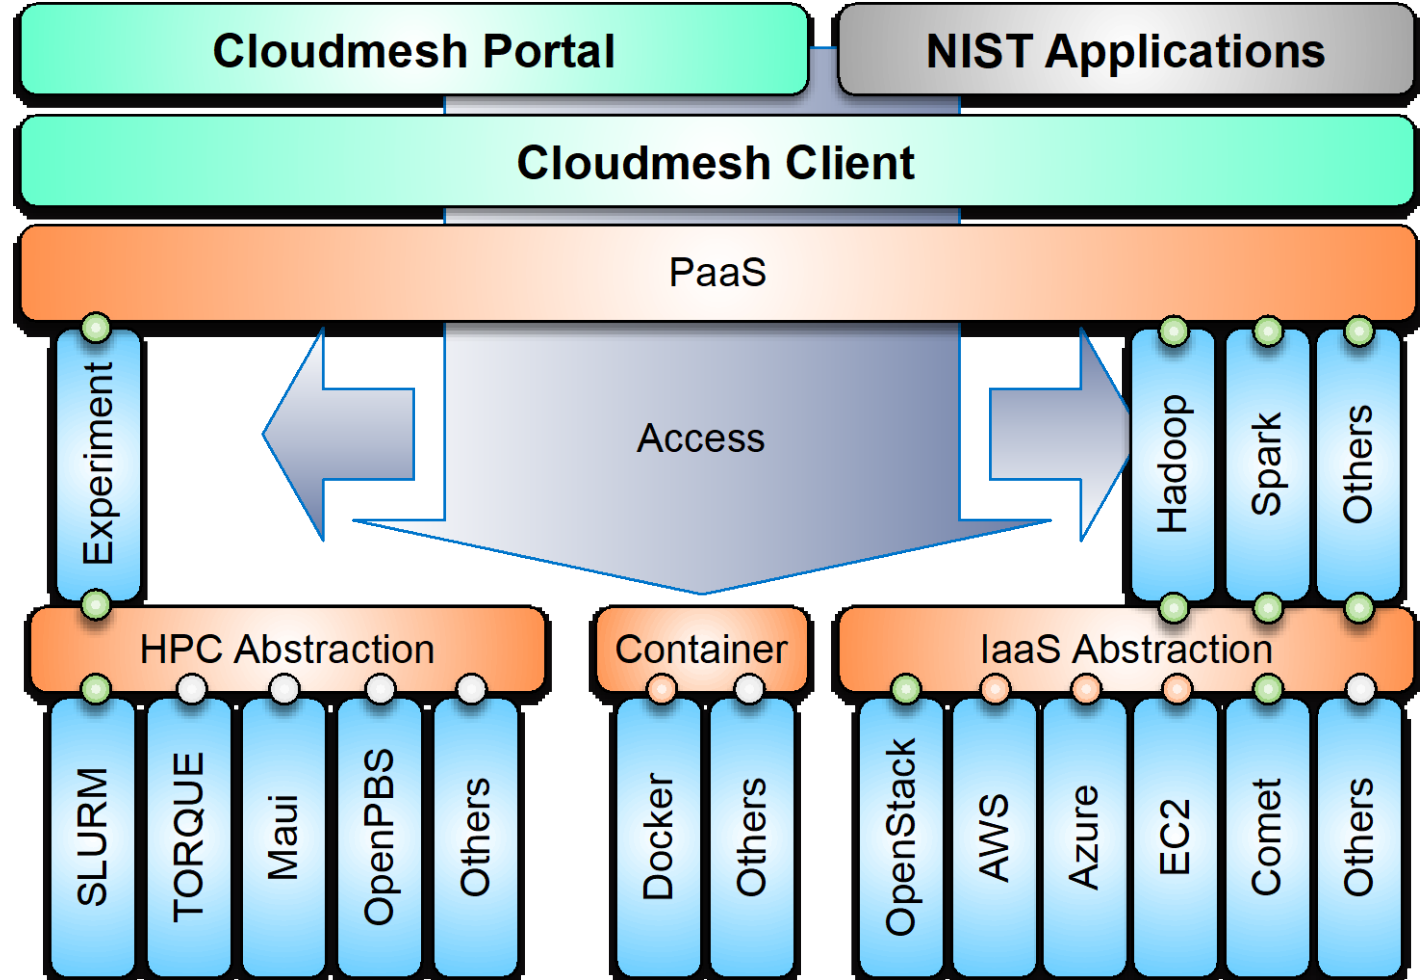 Cloudmesh Portal
NIST Applications
Cloudmesh Client
PaaS
Experiment
Access
Hadoop
Spark
Others
HPC Abstraction
Container
IaaS Abstraction
SLURM
TORQUE
Maui
OpenPBS
Others
Docker
Others
OpenStack
AWS
Azure
EC2
Comet
Others